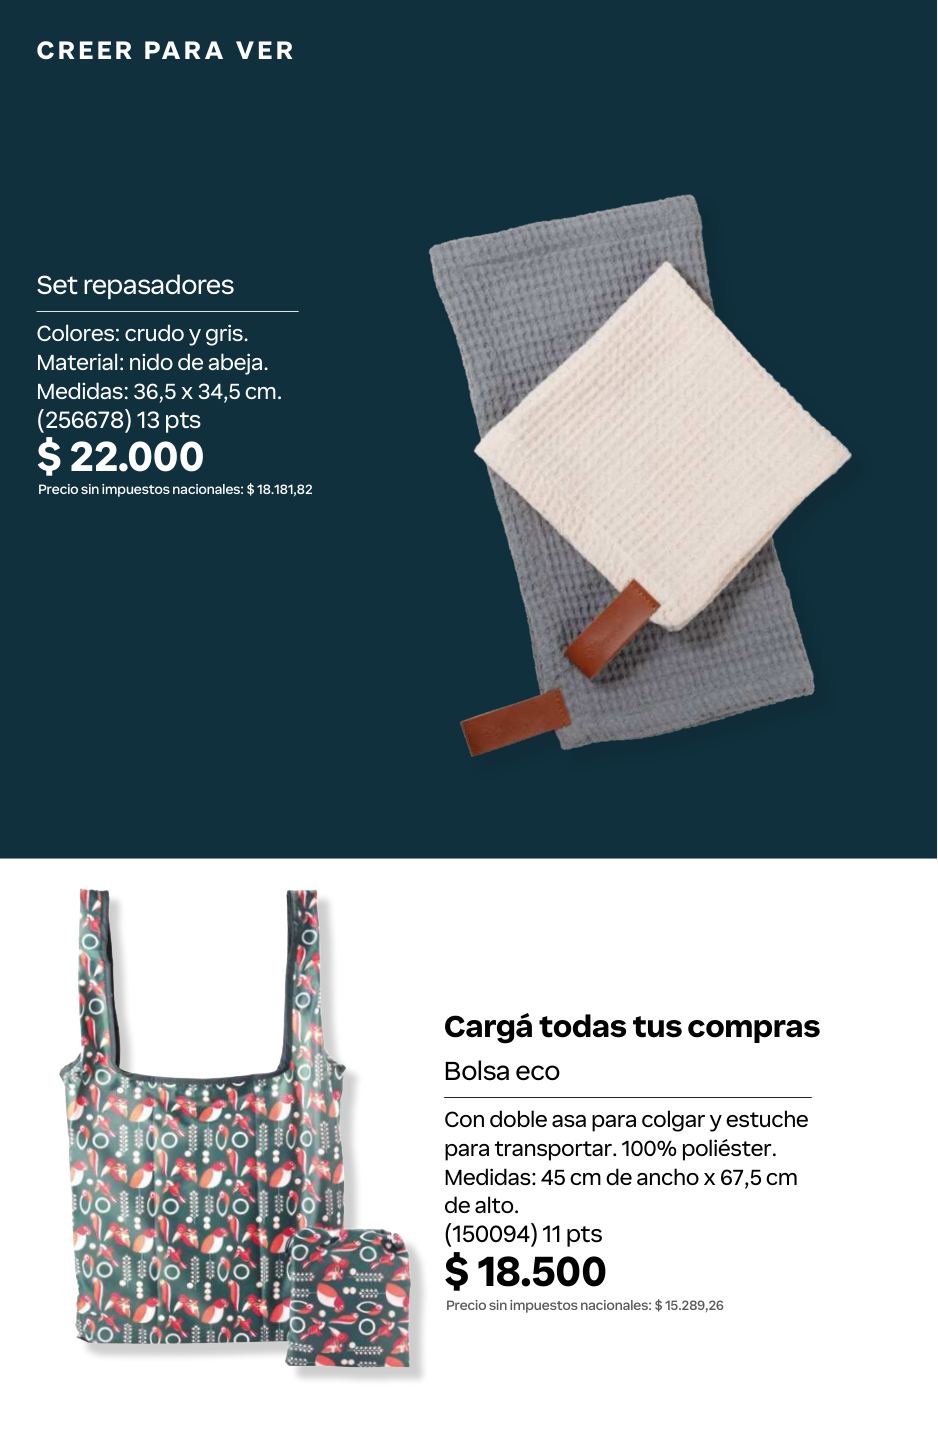 CREER PARA VER
Set repasadores
Colores: crudo y gris.
Material: nido de abeja.
Medidas: 36,5 x 34,5 cm.
(256678) 13 pts
$ 22.000
Precio sin impuestos nacionales: $ 18.181,82
Cargá todas tus compras
Bolsa eco
Con doble asa para colgar y estuche
para transportar. 100% poliéster.
Medidas: 45 cm de ancho x 67,5 cm
de alto.
(150094) 11 pts
$ 18.500
Precio sin impuestos nacionales: $ 15.289,26